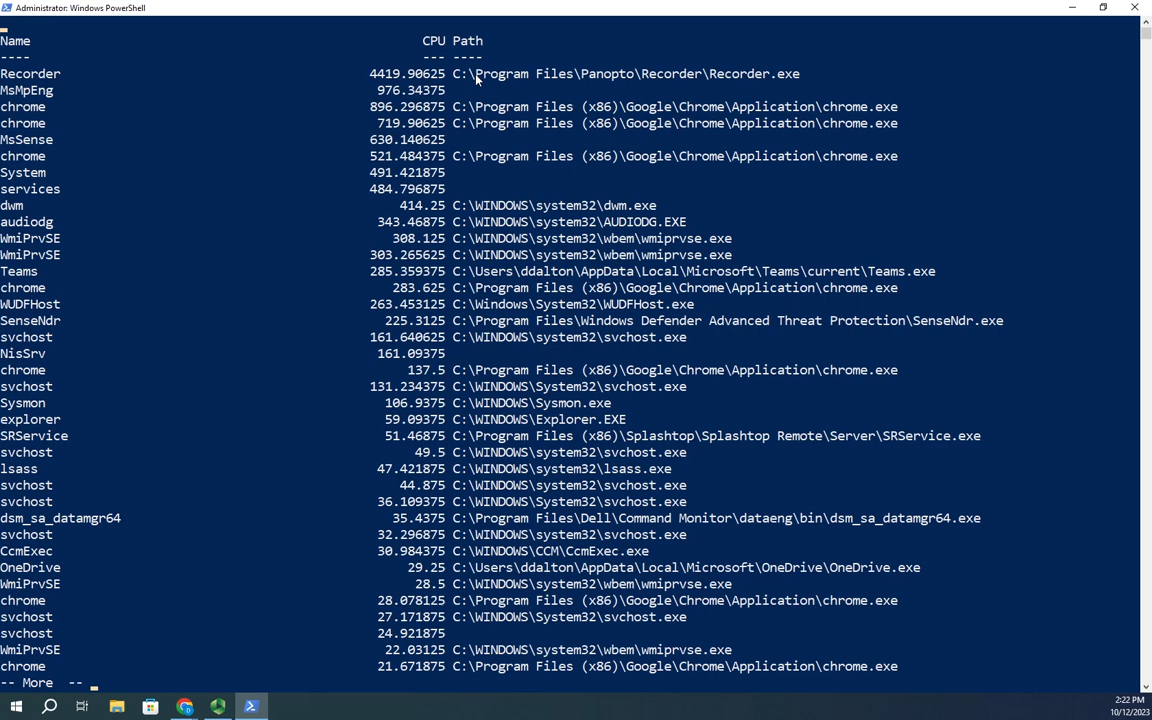 Administrator: Windows PowerShell
Name CPU Path
---- --- ----
Recorder 4419.90625 C:\Program Files\Panopto\Recorder\Recorder.exe
MsMpEng 976.34375
chrome 896.296875 C:\Program Files (x86)\Google\Chrome\Application\chrome.exe
chrome 719.90625 C:\Program Files (x86)\Google\Chrome\Application\chrome.exe
MsSense 630.140625
chrome 521.484375 C:\Program Files (x86)\Google\Chrome\Application\chrome.exe
System 491.421875
services 484.796875
dwm 414.25 C:\WINDOWS\system32\dwm.exe
audiodg 343.46875 C:\WINDOWS\system32\AUDIODG.EXE
WmiPrvSE 308.125 C:\WINDOWS\system32\wbem\wmiprvse.exe
WmiPrvSE 303.265625 C:\WINDOWS\system32\wbem\wmiprvse.exe
Teams 285.359375 C:\Users\ddalton\AppData\Local\Microsoft\Teams\current\Teams.exe
chrome 283.625 C:\Program Files (x86)\Google\Chrome\Application\chrome.exe
WUDFHost 263.453125 C:\Windows\System32\WUDFHost.exe
SenseNdr 225.3125 C:\Program Files\Windows Defender Advanced Threat Protection\SenseNdr.exe
svchost 161.640625 C:\WINDOWS\system32\svchost.exe
NisSrv 161.09375
chrome 137.5 C:\Program Files (x86)\Google\Chrome\Application\chrome.exe
svchost 131.234375 C:\WINDOWS\System32\svchost.exe
Sysmon 106.9375 C:\WINDOWS\Sysmon.exe
explorer 59.09375 C:\WINDOWS\Explorer.EXE
SRService 51.46875 C:\Program Files (x86)\Splashtop\Splashtop Remote\Server\SRService.exe
svchost 49.5 C:\WINDOWS\system32\svchost.exe
lsass 47.421875 C:\WINDOWS\system32\lsass.exe
svchost 44.875 C:\WINDOWS\system32\svchost.exe
svchost 36.109375 C:\WINDOWS\system32\svchost.exe
dsm_sa_datamgr64 35.4375 C:\Program Files\Dell\Command Monitor\dataeng\bin\dsm_sa_datamgr64.exe
svchost 32.296875 C:\WINDOWS\system32\svchost.exe
CcmExec 30.984375 C:\WINDOWS\CCM\CcmExec.exe
OneDrive 29.25 C:\Users\ddalton\AppData\Local\Microsoft\OneDrive\OneDrive.exe
WmiPrvSE 28.5 C:\WINDOWS\system32\wbem\wmiprvse.exe
chrome 28.078125 C:\Program Files (x86)\Google\Chrome\Application\chrome.exe
svchost 27.171875 C:\WINDOWS\System32\svchost.exe
svchost 24.921875
WmiPrvSE 22.03125 C:\WINDOWS\system32\wbem\wmiprvse.exe
chrome 21.671875 C:\Program Files (x86)\Google\Chrome\Application\chrome.exe
-- More --
2:22 PM
10/12/2023